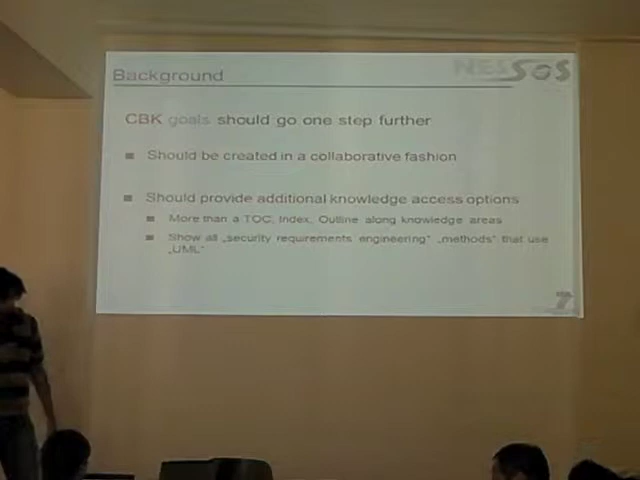 Background
NESSOS
CBK goals should go one step further
Should be created in a collaborative fashion
Should provide additional knowledge access options
More than a TOC, Index, Outline along knowledge areas
Show all „security requirements engineering“ „methods“ that use
„UML“
7